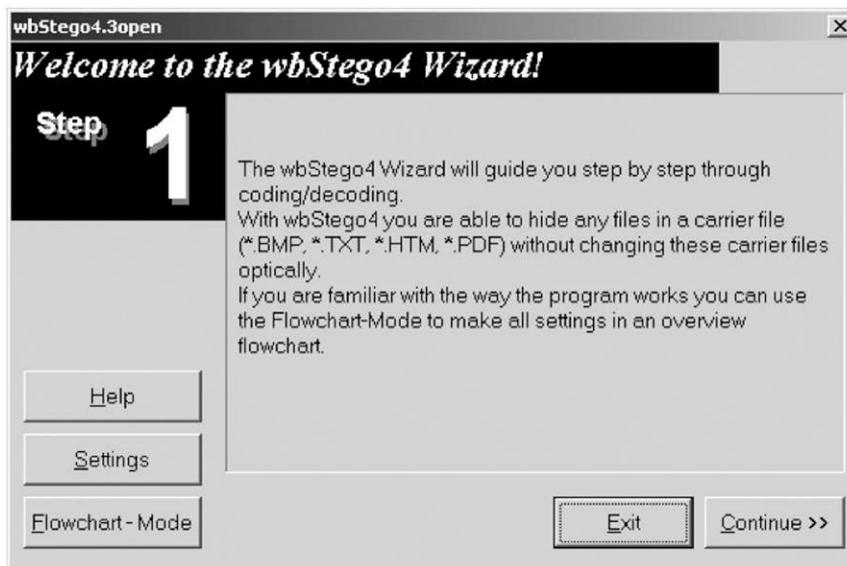 wbStego4.3open
Welcome to the wbStego4 Wizard!
Step 1
The wbStego4 Wizard will guide you step by step through
coding/decoding.
With wbStego4 you are able to hide any files in a carrier file
(*.BMP, *.TXT, *.HTM, *.PDF) without changing these carrier files
optically.
If you are familiar with the way the program works you can use
the Flowchart-Mode to make all settings in an overview
flowchart.
Help
Settings
Flowchart - Mode
Exit
Continue >>